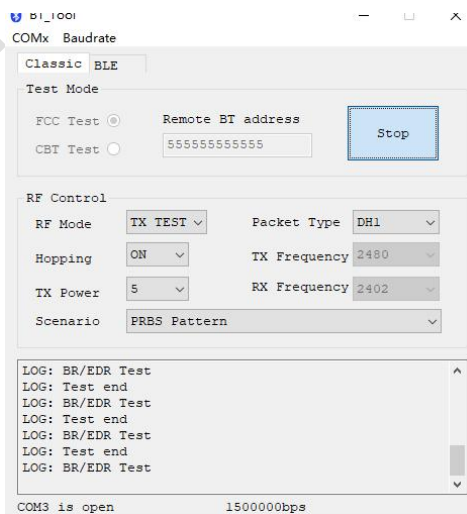 BT_Tool
COMx Baudrate
Classic BLE
Test Mode
FCC Test Remote BT address
CBT Test 555555555555
Stop
RF Control
RF Mode TX TEST Packet Type DH1
Hopping ON TX Frequency 2480
TX Power 5 RX Frequency 2402
Scenario PRBS Pattern
LOG: BR/EDR Test
LOG: Test end
LOG: BR/EDR Test
LOG: Test end
LOG: BR/EDR Test
LOG: Test end
LOG: BR/EDR Test
COM3 is open 1500000bps